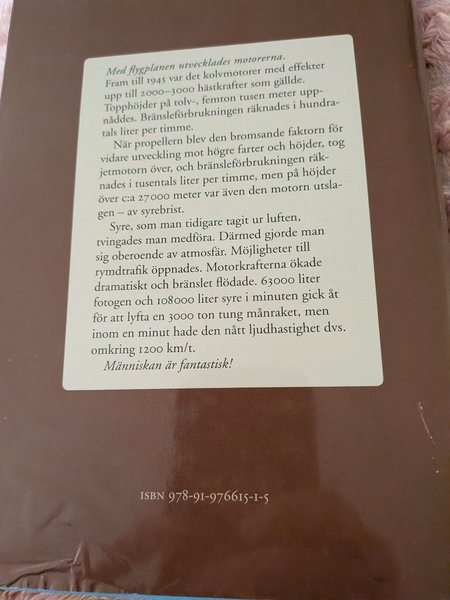 Med flygplanen utvecklades motorerna.
Fram till 1945 var det kolvmotorer med effekter
upp till 2000–3000 hästkrafter som gällde.
Topphöjder på tolv-, femton tusen meter upp-
nåddes. Bränsleförbrukningen räknades i hundra-
tals liter per timme.
När propellern blev den bromsande faktorn för
vidare utveckling mot högre farter och höjder, tog
jetmotorn över, och bränsleförbrukningen räk-
nades i tusentals liter per timme, men på höjder
över c:a 27000 meter var även den motorn utsla-
gen – av syrebrist.
Syre, som man tidigare tagit ur luften,
tvingades man medföra. Därmed gjorde man
sig oberoende av atmosfär. Möjligheter till
rymdtrafik öppnades. Motorkrafterna ökade
dramatiskt och bränslet flödade. 63000 liter
fotogen och 108000 liter syre i minuten gick åt
för att lyfta en 3000 ton tung månraket, men
inom en minut hade den nått ljudhastighet dvs.
omkring 1200 km/t.
Människan är fantastisk!
ISBN 978-91-976615-1-5